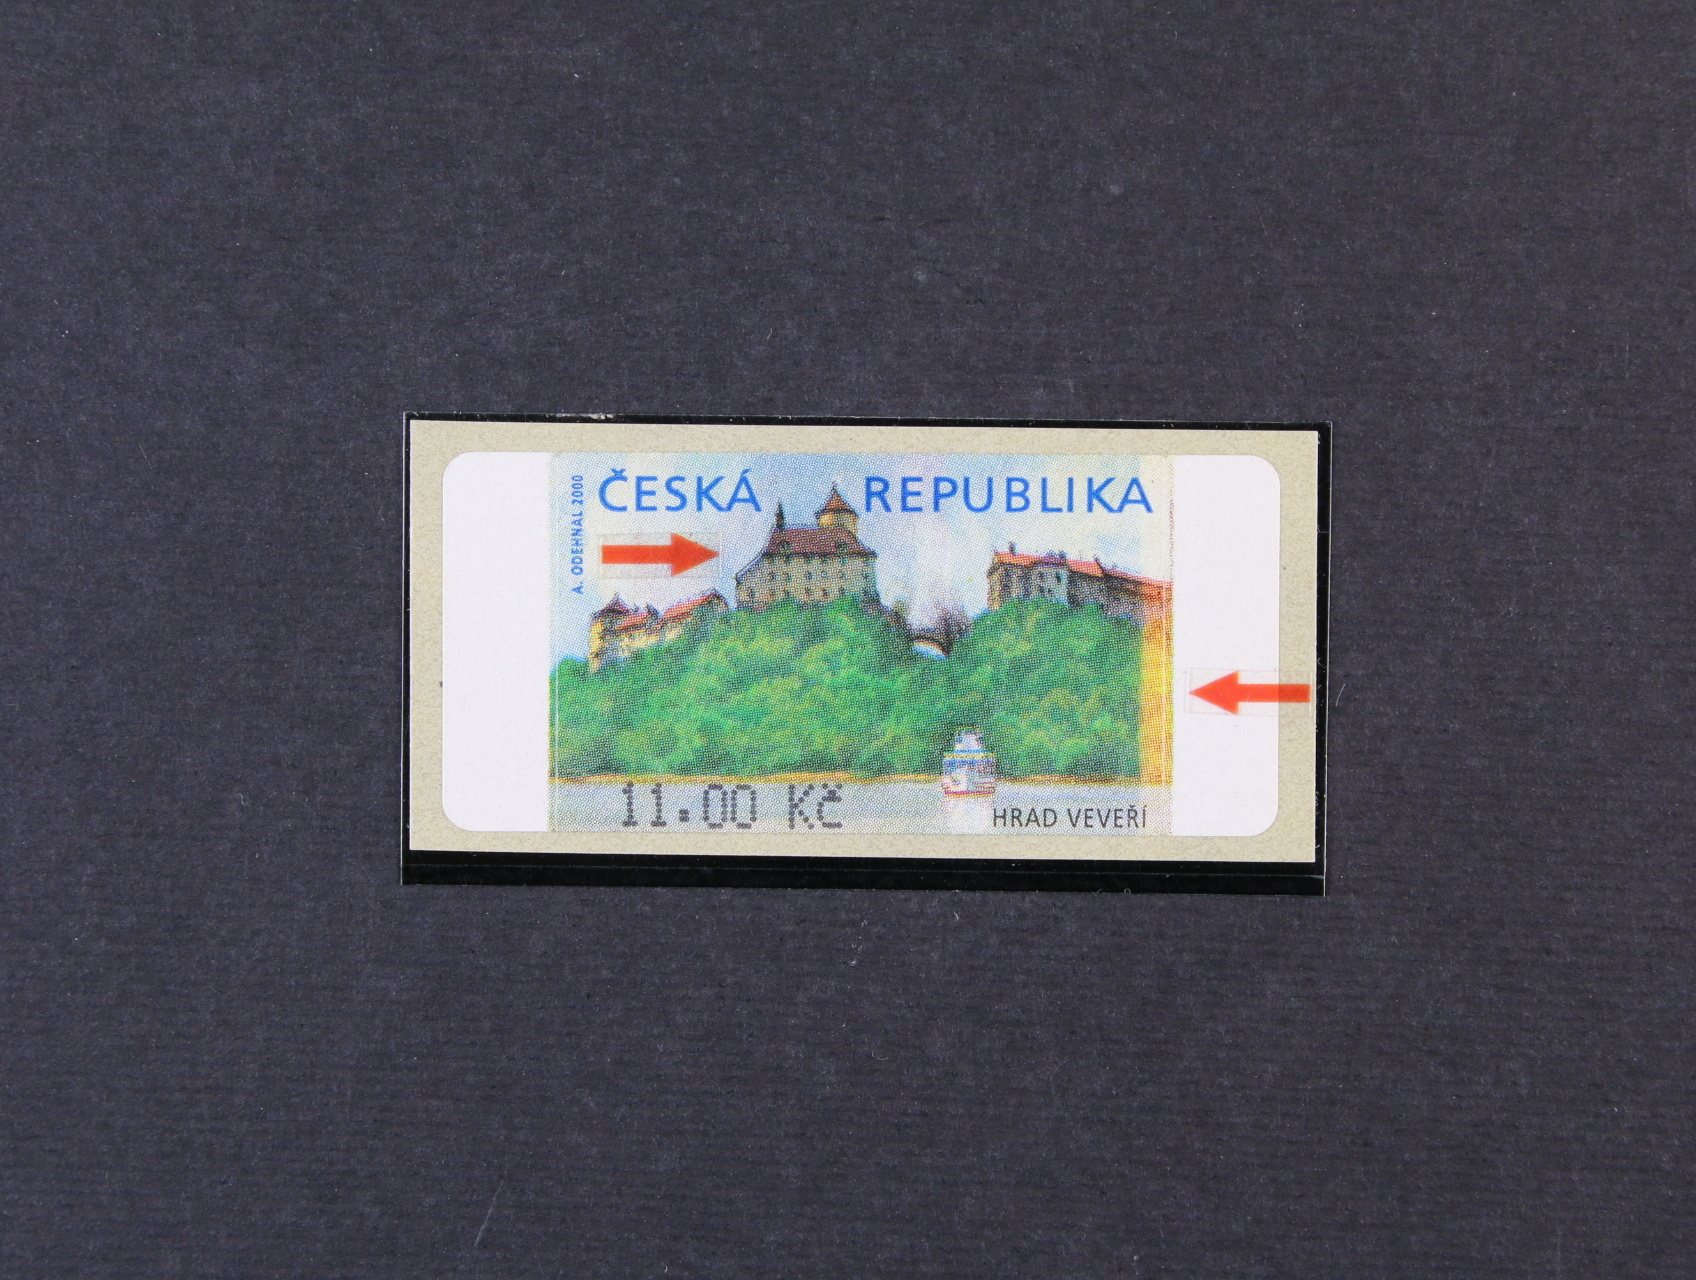 ČESKÁ REPUBLIKA
A. ODEHNAL 2000
11.00 Kč
HRAD VEVEŘÍ